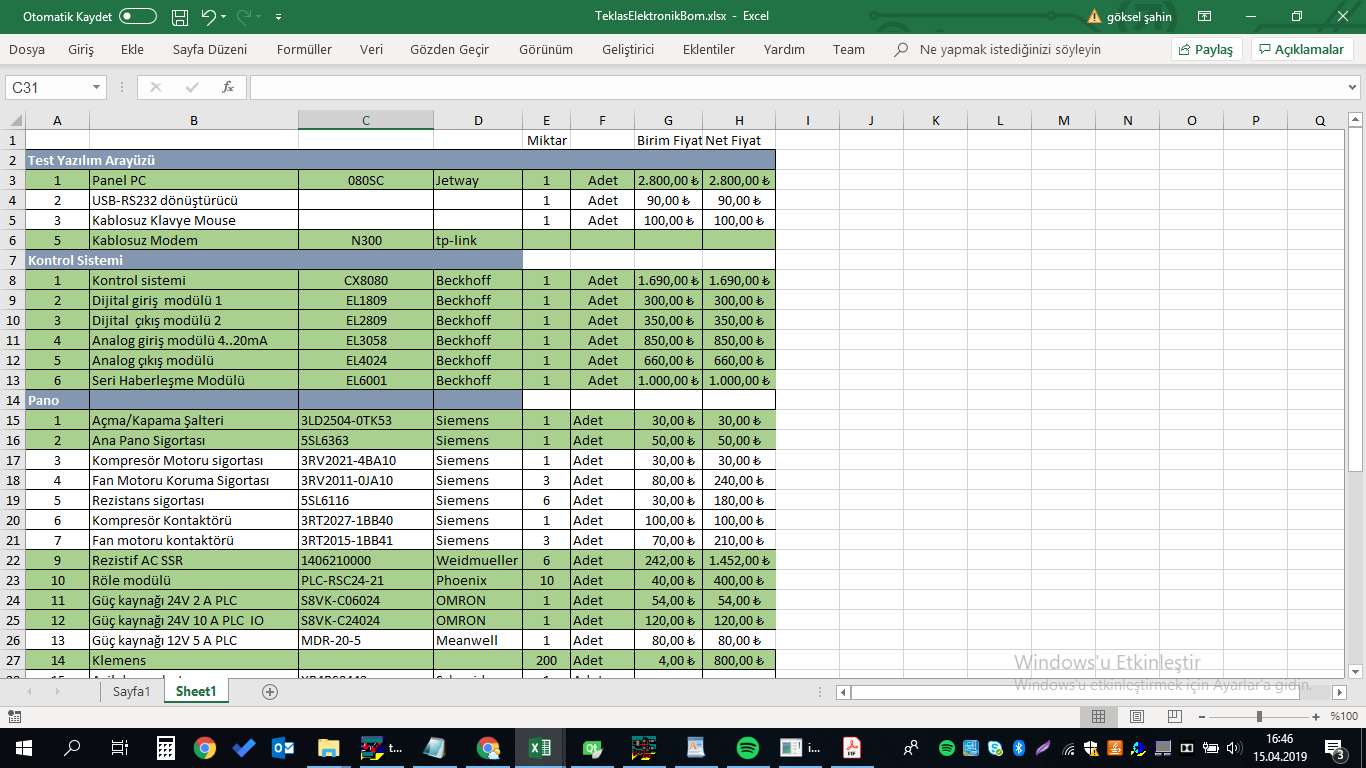 Otomatik Kaydet TeklasElektronikBom.xlsx - Excel göksel şahin
Dosya Giriş Ekle Sayfa Düzeni Formüller Veri Gözden Geçir Görünüm Geliştirici Eklentiler Yardım Team Ne yapmak istediğinizi söyleyin Paylaş Açıklamalar
C31 fx
A B C D E F G H I J K L M N O P Q
1 Miktar Birim Fiyat Net Fiyat
2 Test Yazılım Arayüzü
3 1 Panel PC 080SC Jetway 1 Adet 2.800,00 ₺ 2.800,00 ₺
4 2 USB-RS232 dönüştürücü 1 Adet 90,00 ₺ 90,00 ₺
5 3 Kablosuz Klavye Mouse 1 Adet 100,00 ₺ 100,00 ₺
6 5 Kablosuz Modem N300 tp-link
7 Kontrol Sistemi
8 1 Kontrol sistemi CX8080 Beckhoff 1 Adet 1.690,00 ₺ 1.690,00 ₺
9 2 Dijital giriş modülü 1 EL1809 Beckhoff 1 Adet 300,00 ₺ 300,00 ₺
10 3 Dijital çıkış modülü 2 EL2809 Beckhoff 1 Adet 350,00 ₺ 350,00 ₺
11 4 Analog giriş modülü 4..20mA EL3058 Beckhoff 1 Adet 850,00 ₺ 850,00 ₺
12 5 Analog çıkış modülü EL4024 Beckhoff 1 Adet 660,00 ₺ 660,00 ₺
13 6 Seri Haberleşme Modülü EL6001 Beckhoff 1 Adet 1.000,00 ₺ 1.000,00 ₺
14 Pano
15 1 Açma/Kapama Şalteri 3LD2504-0TK53 Siemens 1 Adet 30,00 ₺ 30,00 ₺
16 2 Ana Pano Sigortası 5SL6363 Siemens 1 Adet 50,00 ₺ 50,00 ₺
17 3 Kompresör Motoru sigortası 3RV2021-4BA10 Siemens 1 Adet 30,00 ₺ 30,00 ₺
18 4 Fan Motoru Koruma Sigortası 3RV2011-0JA10 Siemens 3 Adet 80,00 ₺ 240,00 ₺
19 5 Rezistans sigortası 5SL6116 Siemens 6 Adet 30,00 ₺ 180,00 ₺
20 6 Kompresör Kontaktörü 3RT2027-1BB40 Siemens 1 Adet 100,00 ₺ 100,00 ₺
21 7 Fan motoru kontaktörü 3RT2015-1BB41 Siemens 3 Adet 70,00 ₺ 210,00 ₺
22 9 Rezistif AC SSR 1406210000 Weidmueller 6 Adet 242,00 ₺ 1.452,00 ₺
23 10 Röle modülü PLC-RSC24-21 Phoenix 10 Adet 40,00 ₺ 400,00 ₺
24 11 Güç kaynağı 24V 2 A PLC S8VK-C06024 OMRON 1 Adet 54,00 ₺ 54,00 ₺
25 12 Güç kaynağı 24V 10 A PLC IO S8VK-C24024 OMRON 1 Adet 120,00 ₺ 120,00 ₺
26 13 Güç kaynağı 12V 5 A PLC MDR-20-5 Meanwell 1 Adet 80,00 ₺ 80,00 ₺
27 14 Klemens 200 Adet 4,00 ₺ 800,00 ₺
Windows'u Etkinleştir
Windows'u etkinleştirmek için Ayarlar'a gidin.
Sayfa1 Sheet1
%100
t... i... 16:46
15.04.2019 3